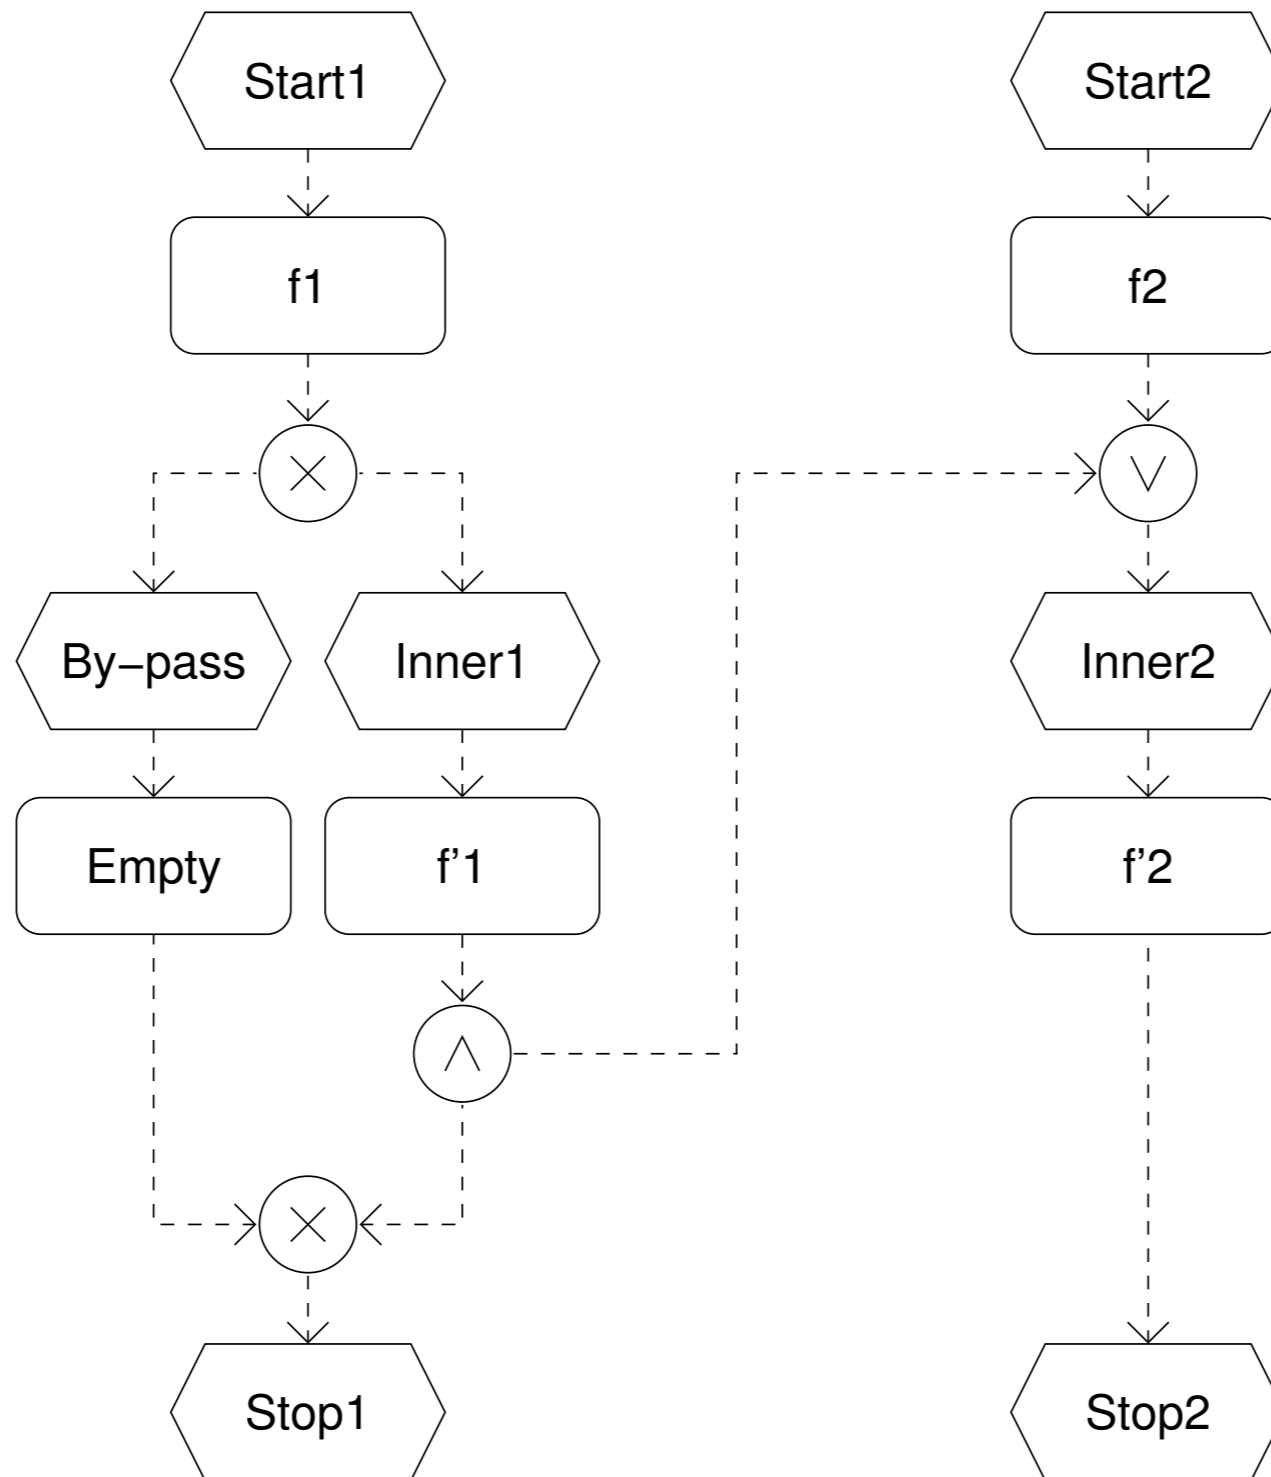 Start1
Start2
f1
f2
By−pass
Inner1
Inner2
Empty
f'1
f'2
Stop1
Stop2